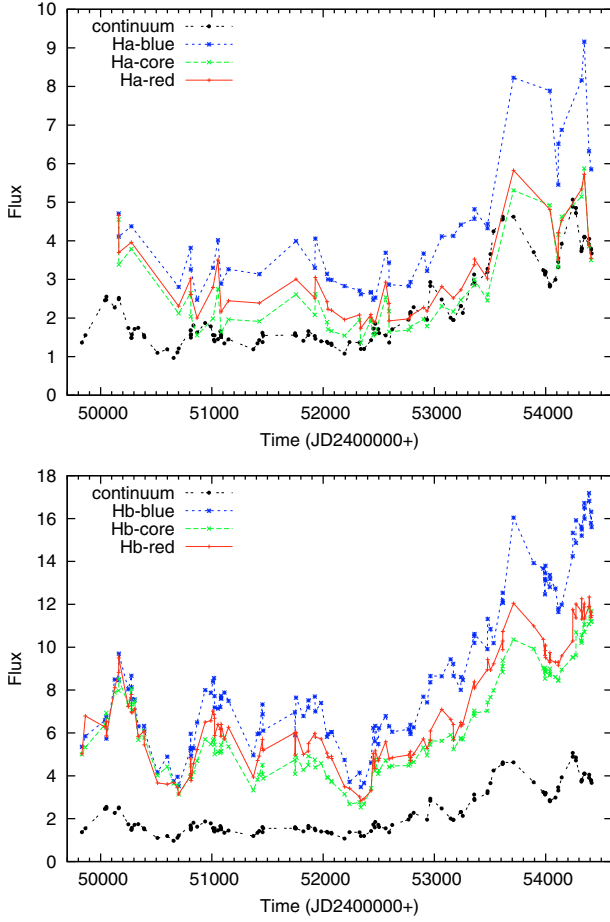 10
9
8
7
6
5
4
3
2
1
0
Flux
continuum
Ha-blue
Ha-core
Ha-red
50000 51000 52000 53000 54000
Time (JD2400000+)
18
16
14
12
10
8
6
4
2
0
Flux
continuum
Hb-blue
Hb-core
Hb-red
50000 51000 52000 53000 54000
Time (JD2400000+)